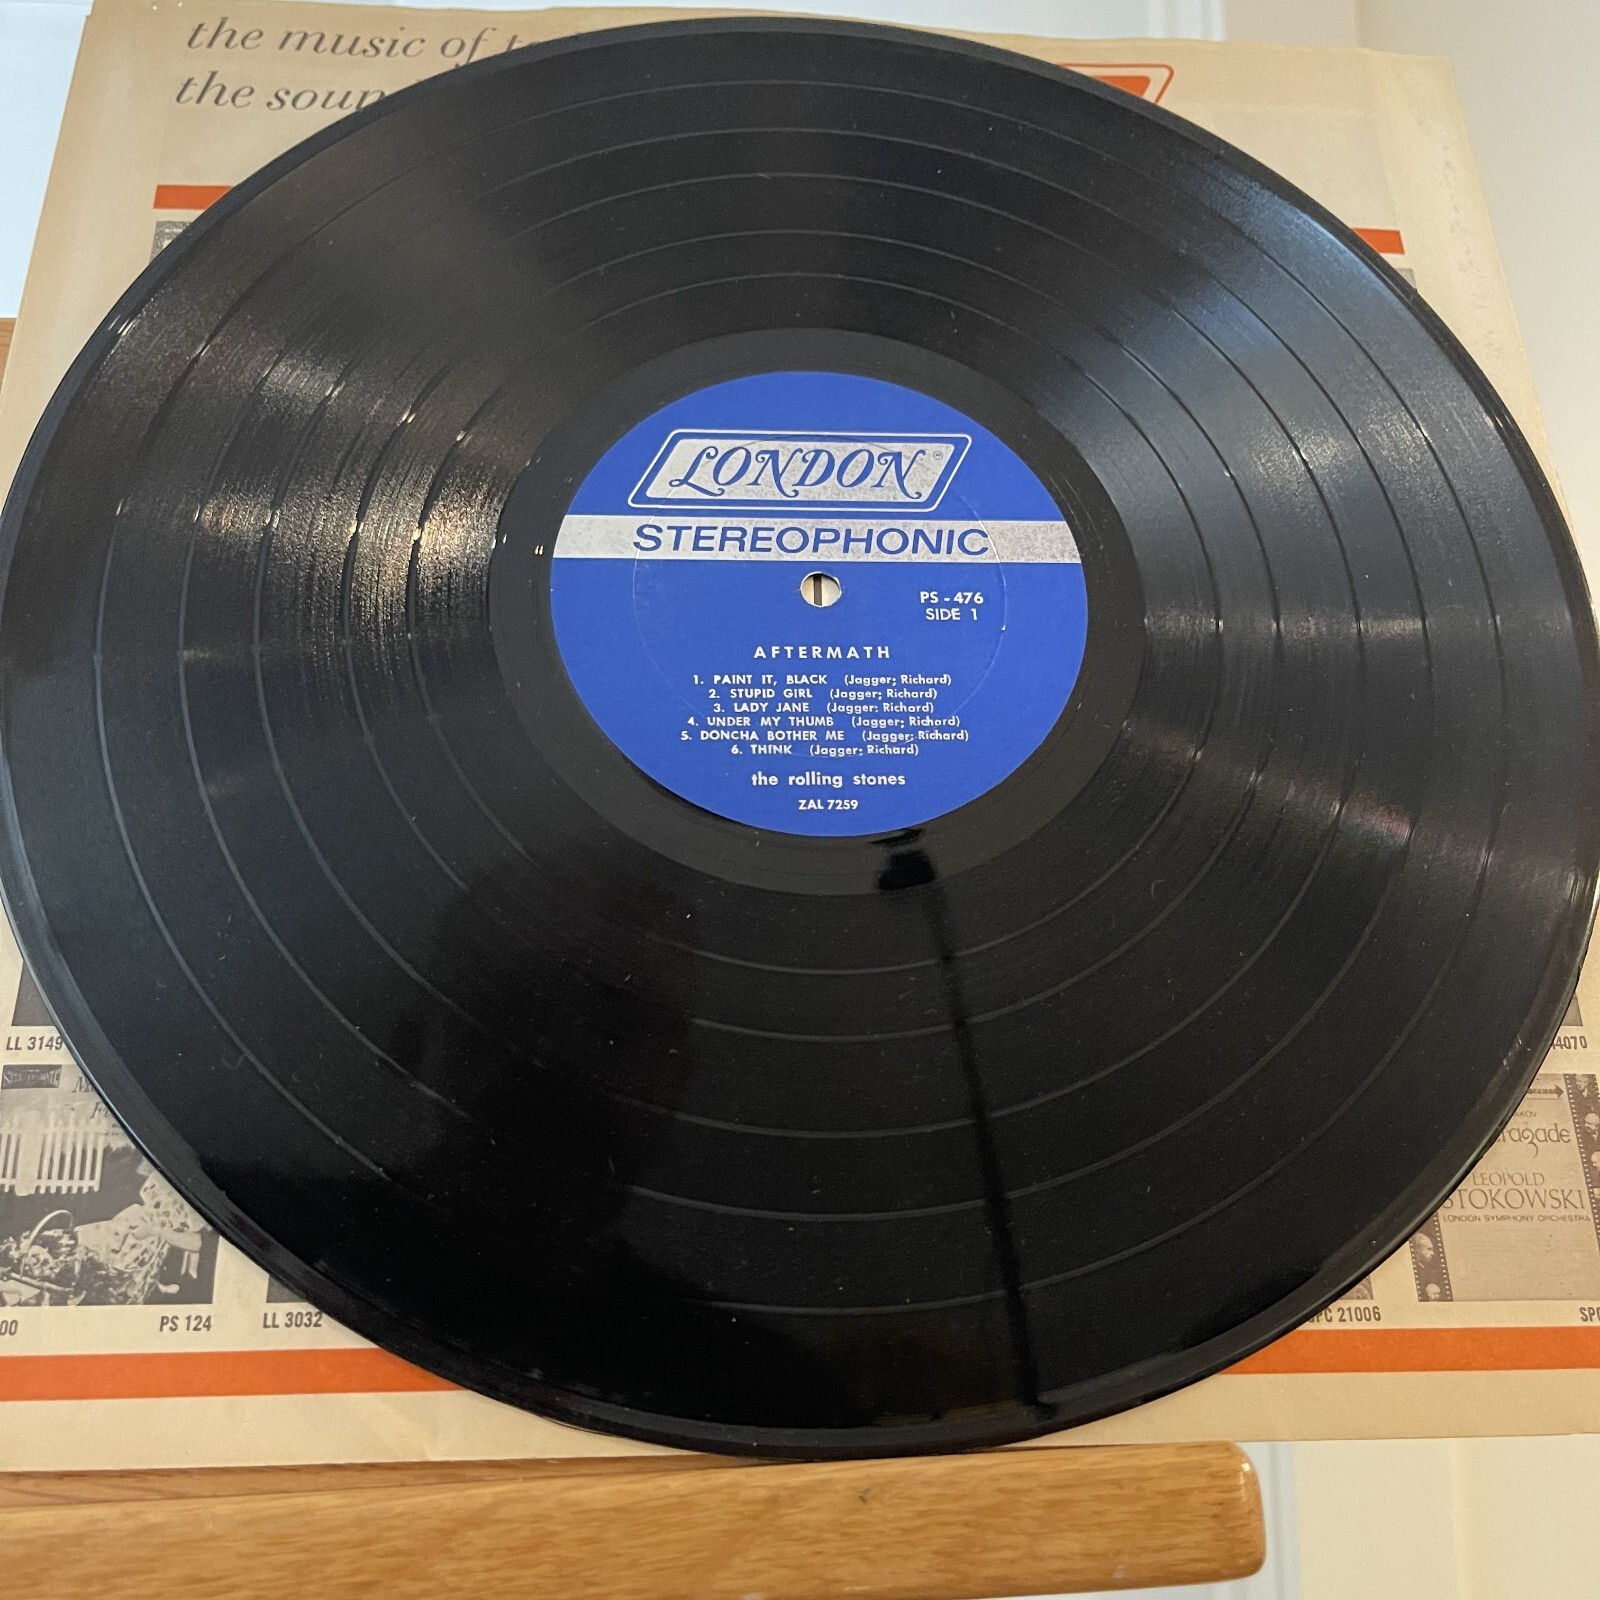 the music of
the soun
LONDON
STEREOPHONIC
PS - 476
SIDE 1
AFTERMATH
1. PAINT IT, BLACK (Jagger; Richard)
2. STUPID GIRL (Jagger; Richard)
3. LADY JANE (Jagger; Richard)
4. UNDER MY THUMB (Jagger; Richard)
5. DONCHA BOTHER ME (Jagger; Richard)
6. THINK (Jagger; Richard)
the rolling stones
ZAL 7259
LL 3149
44070
LEOPOLD
STOKOWSKI
LONDON SYMPHONY ORCHESTRA
00
PS 124
LL 3032
SPC 21006